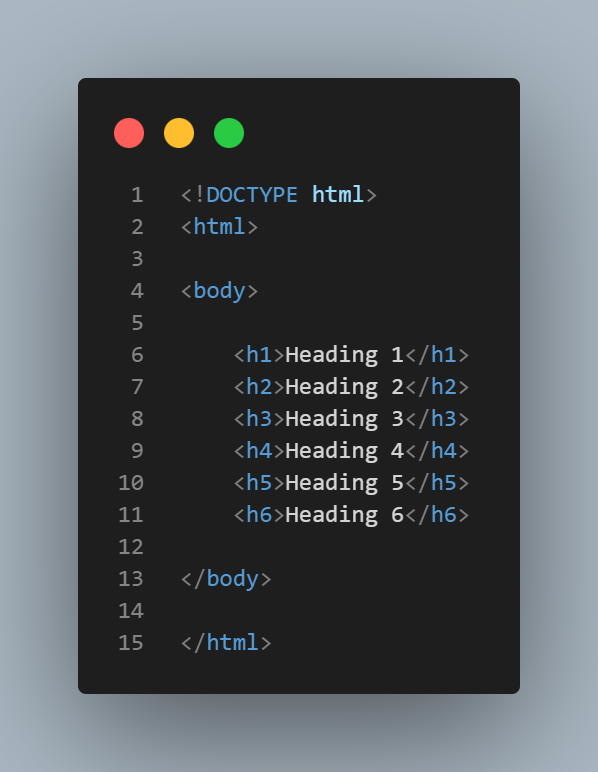 1 <!DOCTYPE html>
2 <html>
3
4 <body>
5
6     <h1>Heading 1</h1>
7     <h2>Heading 2</h2>
8     <h3>Heading 3</h3>
9     <h4>Heading 4</h4>
10     <h5>Heading 5</h5>
11     <h6>Heading 6</h6>
12
13 </body>
14
15 </html>